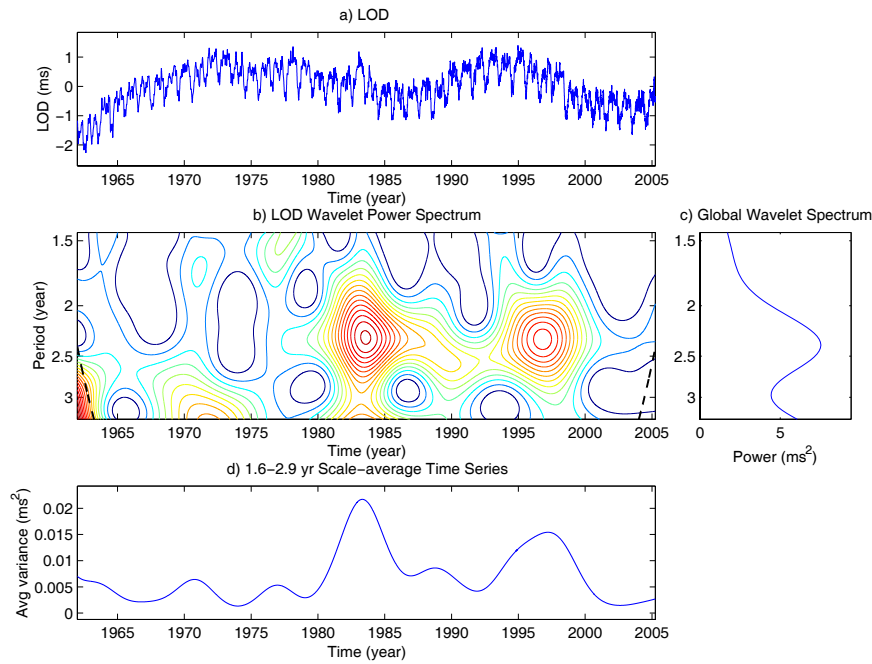 a) LOD
LOD (ms)
1
0
−1
−2
1965 1970 1975 1980 1985 1990 1995 2000 2005
Time (year)
b) LOD Wavelet Power Spectrum
Period (year)
1.5
2
2.5
3
1965 1970 1975 1980 1985 1990 1995 2000 2005
Time (year)
c) Global Wavelet Spectrum
1.5
2
2.5
3
0 5
Power (ms²)
d) 1.6−2.9 yr Scale−average Time Series
Avg variance (ms²)
0.02
0.015
0.01
0.005
0
1965 1970 1975 1980 1985 1990 1995 2000 2005
Time (year)